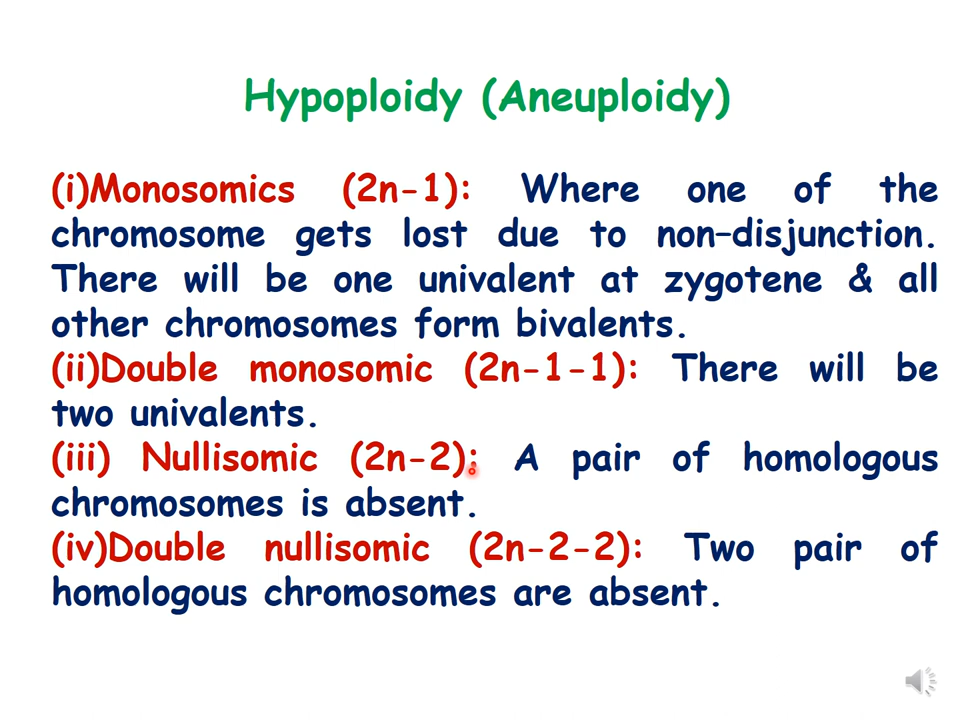 Hypoploidy (Aneuploidy)
(i)Monosomics (2n-1): Where one of the
chromosome gets lost due to non–disjunction.
There will be one univalent at zygotene & all
other chromosomes form bivalents.
(ii)Double monosomic (2n-1-1): There will be
two univalents.
(iii) Nullisomic (2n-2): A pair of homologous
chromosomes is absent.
(iv)Double nullisomic (2n-2-2): Two pair of
homologous chromosomes are absent.